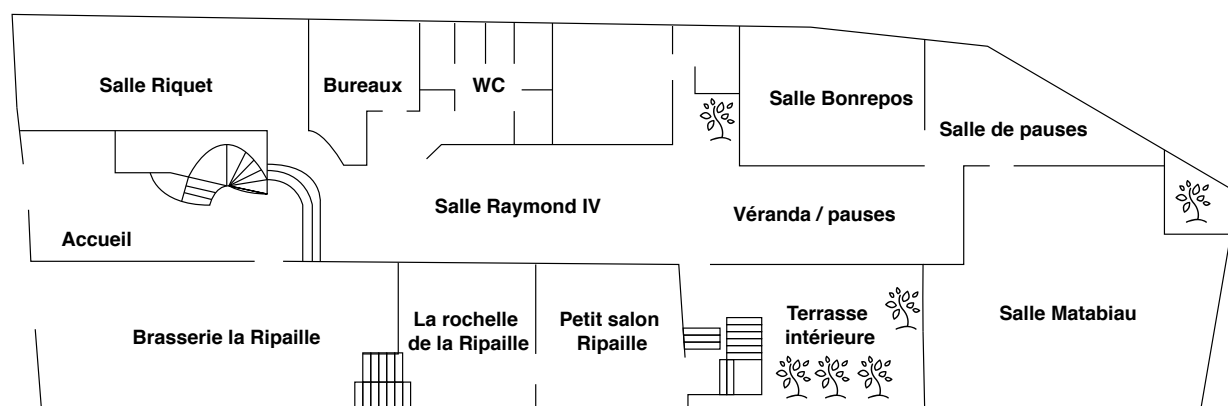 Salle Riquet
Bureaux
WC
Salle Bonrepos
Salle de pauses
Salle Raymond IV
Véranda / pauses
Accueil
Brasserie la Ripaille
La rochelle
de la Ripaille
Petit salon
Ripaille
Terrasse
intérieure
Salle Matabiau